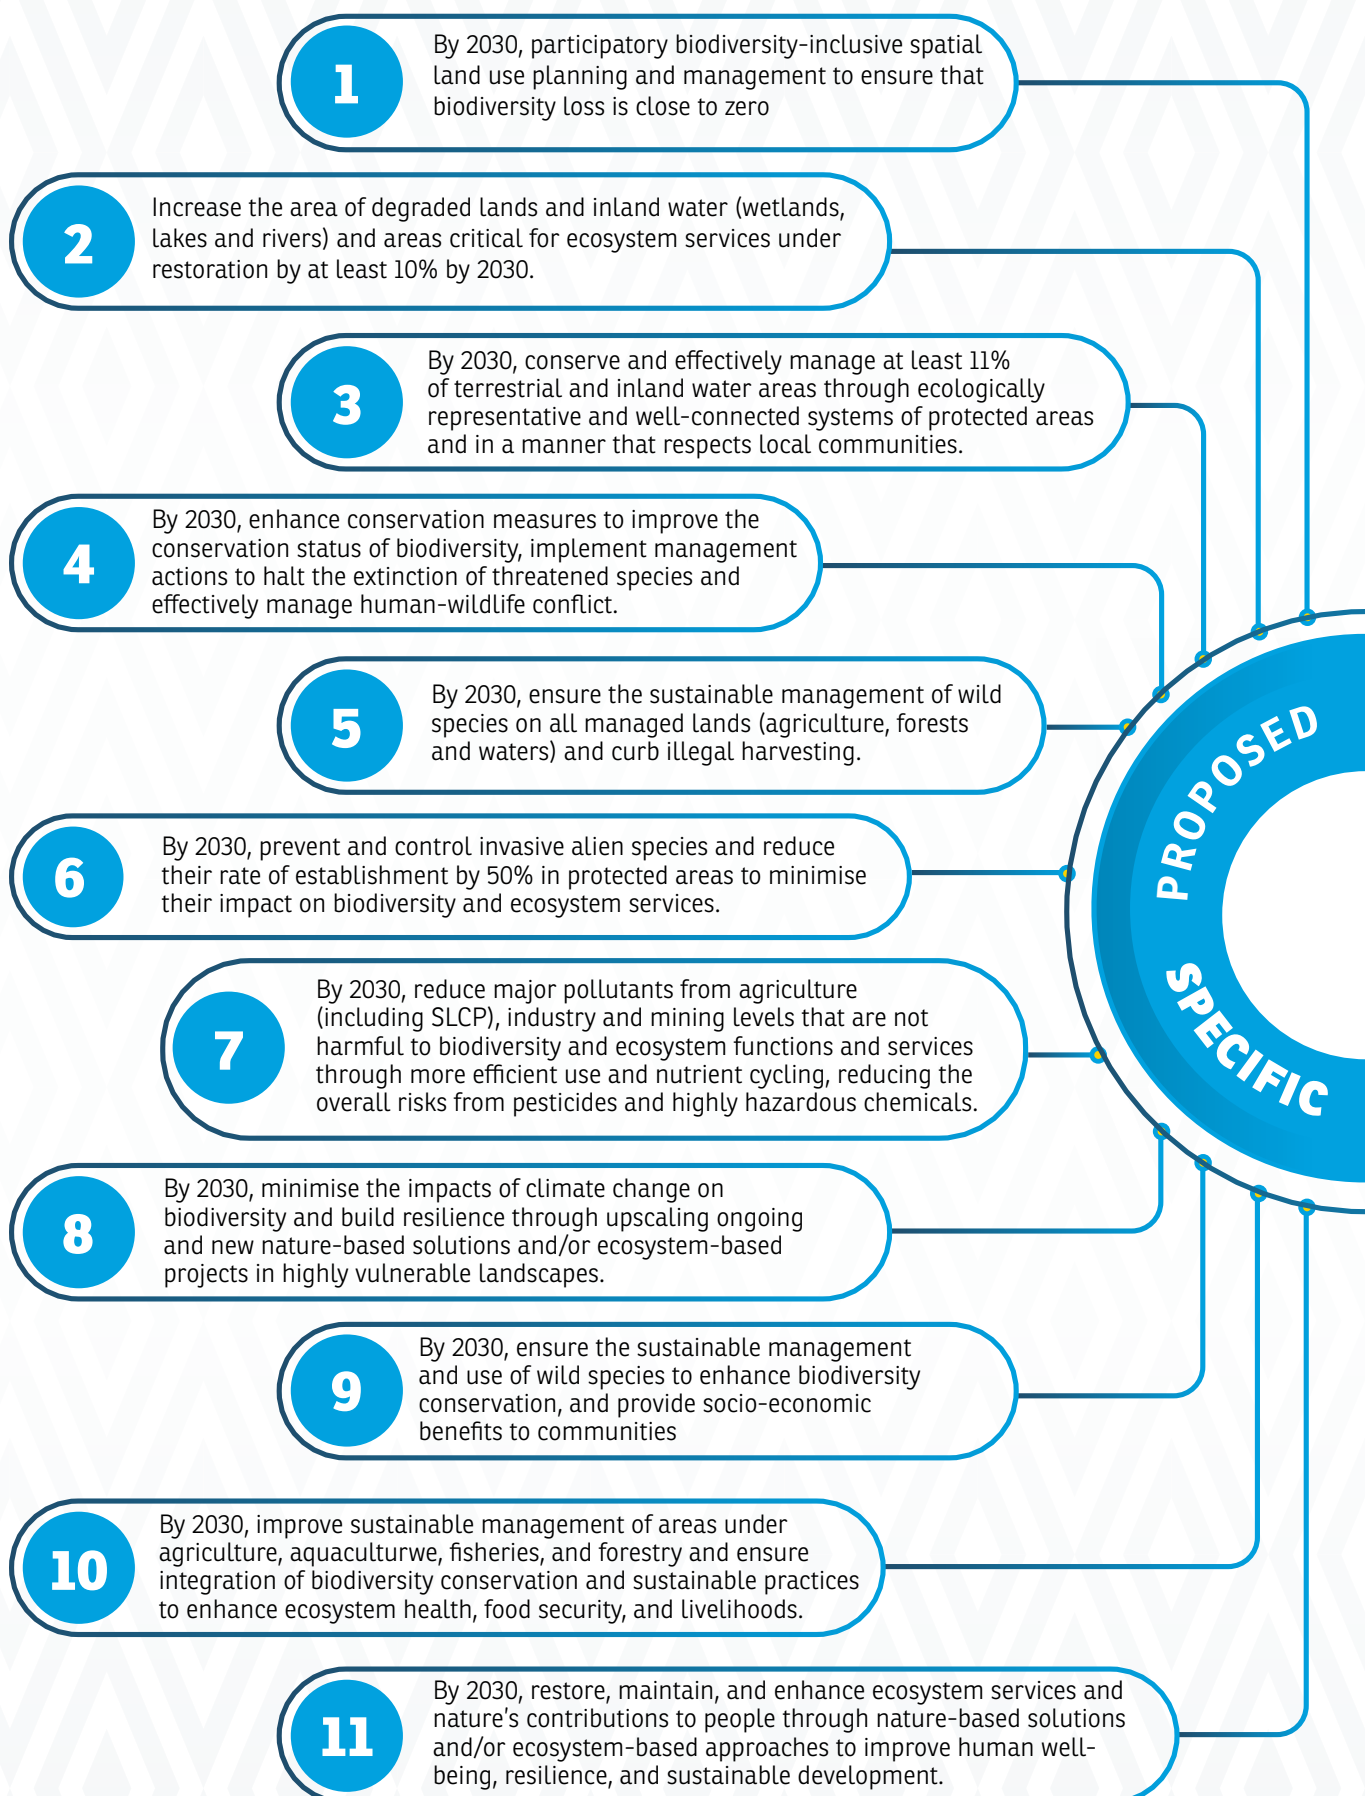 1
By 2030, participatory biodiversity-inclusive spatial
land use planning and management to ensure that
biodiversity loss is close to zero
2
Increase the area of degraded lands and inland water (wetlands,
lakes and rivers) and areas critical for ecosystem services under
restoration by at least 10% by 2030.
3
By 2030, conserve and effectively manage at least 11%
of terrestrial and inland water areas through ecologically
representative and well-connected systems of protected areas
and in a manner that respects local communities.
4
By 2030, enhance conservation measures to improve the
conservation status of biodiversity, implement management
actions to halt the extinction of threatened species and
effectively manage human-wildlife conflict.
5
By 2030, ensure the sustainable management of wild
species on all managed lands (agriculture, forests
and waters) and curb illegal harvesting.
6
By 2030, prevent and control invasive alien species and reduce
their rate of establishment by 50% in protected areas to minimise
their impact on biodiversity and ecosystem services.
7
By 2030, reduce major pollutants from agriculture
(including SLCP), industry and mining levels that are not
harmful to biodiversity and ecosystem functions and services
through more efficient use and nutrient cycling, reducing the
overall risks from pesticides and highly hazardous chemicals.
8
By 2030, minimise the impacts of climate change on
biodiversity and build resilience through upscaling ongoing
and new nature-based solutions and/or ecosystem-based
projects in highly vulnerable landscapes.
9
By 2030, ensure the sustainable management
and use of wild species to enhance biodiversity
conservation, and provide socio-economic
benefits to communities
10
By 2030, improve sustainable management of areas under
agriculture, aquaculturwe, fisheries, and forestry and ensure
integration of biodiversity conservation and sustainable practices
to enhance ecosystem health, food security, and livelihoods.
11
By 2030, restore, maintain, and enhance ecosystem services and
nature's contributions to people through nature-based solutions
and/or ecosystem-based approaches to improve human well-
being, resilience, and sustainable development.
PROPOSED
SPECIFIC